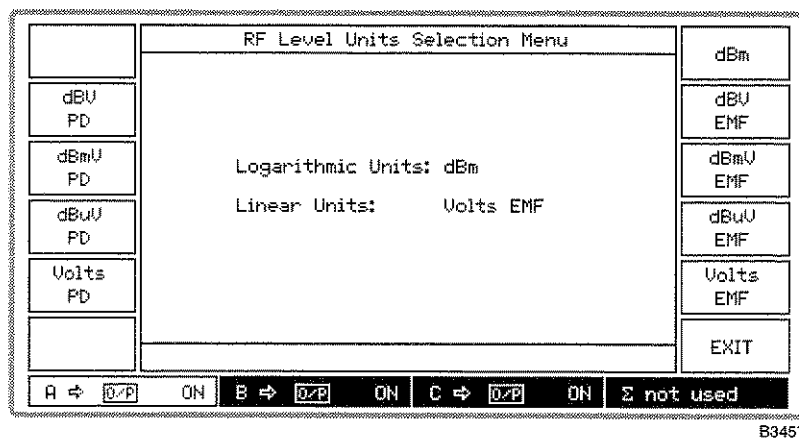 RF Level Units Selection Menu
dBm
dBV
PD
dBV
EMF
dBmV
PD
Logarithmic Units: dBm
dBmV
EMF
dBuV
PD
Linear Units: Volts EMF
dBuV
EMF
Volts
PD
Volts
EMF
EXIT
A ⇨ O/P ON B ⇨ O/P ON C ⇨ O/P ON Σ not used
B3457